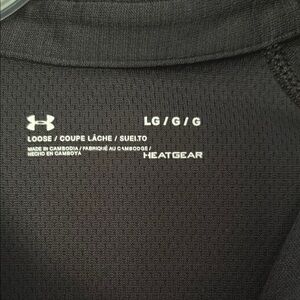 LG / G / G
LOOSE / COUPE LÂCHE / SUELTO
MADE IN CAMBODIA / FABRIQUÉ AU CAMBODGE /
HECHO EN CAMBOYA
HEATGEAR